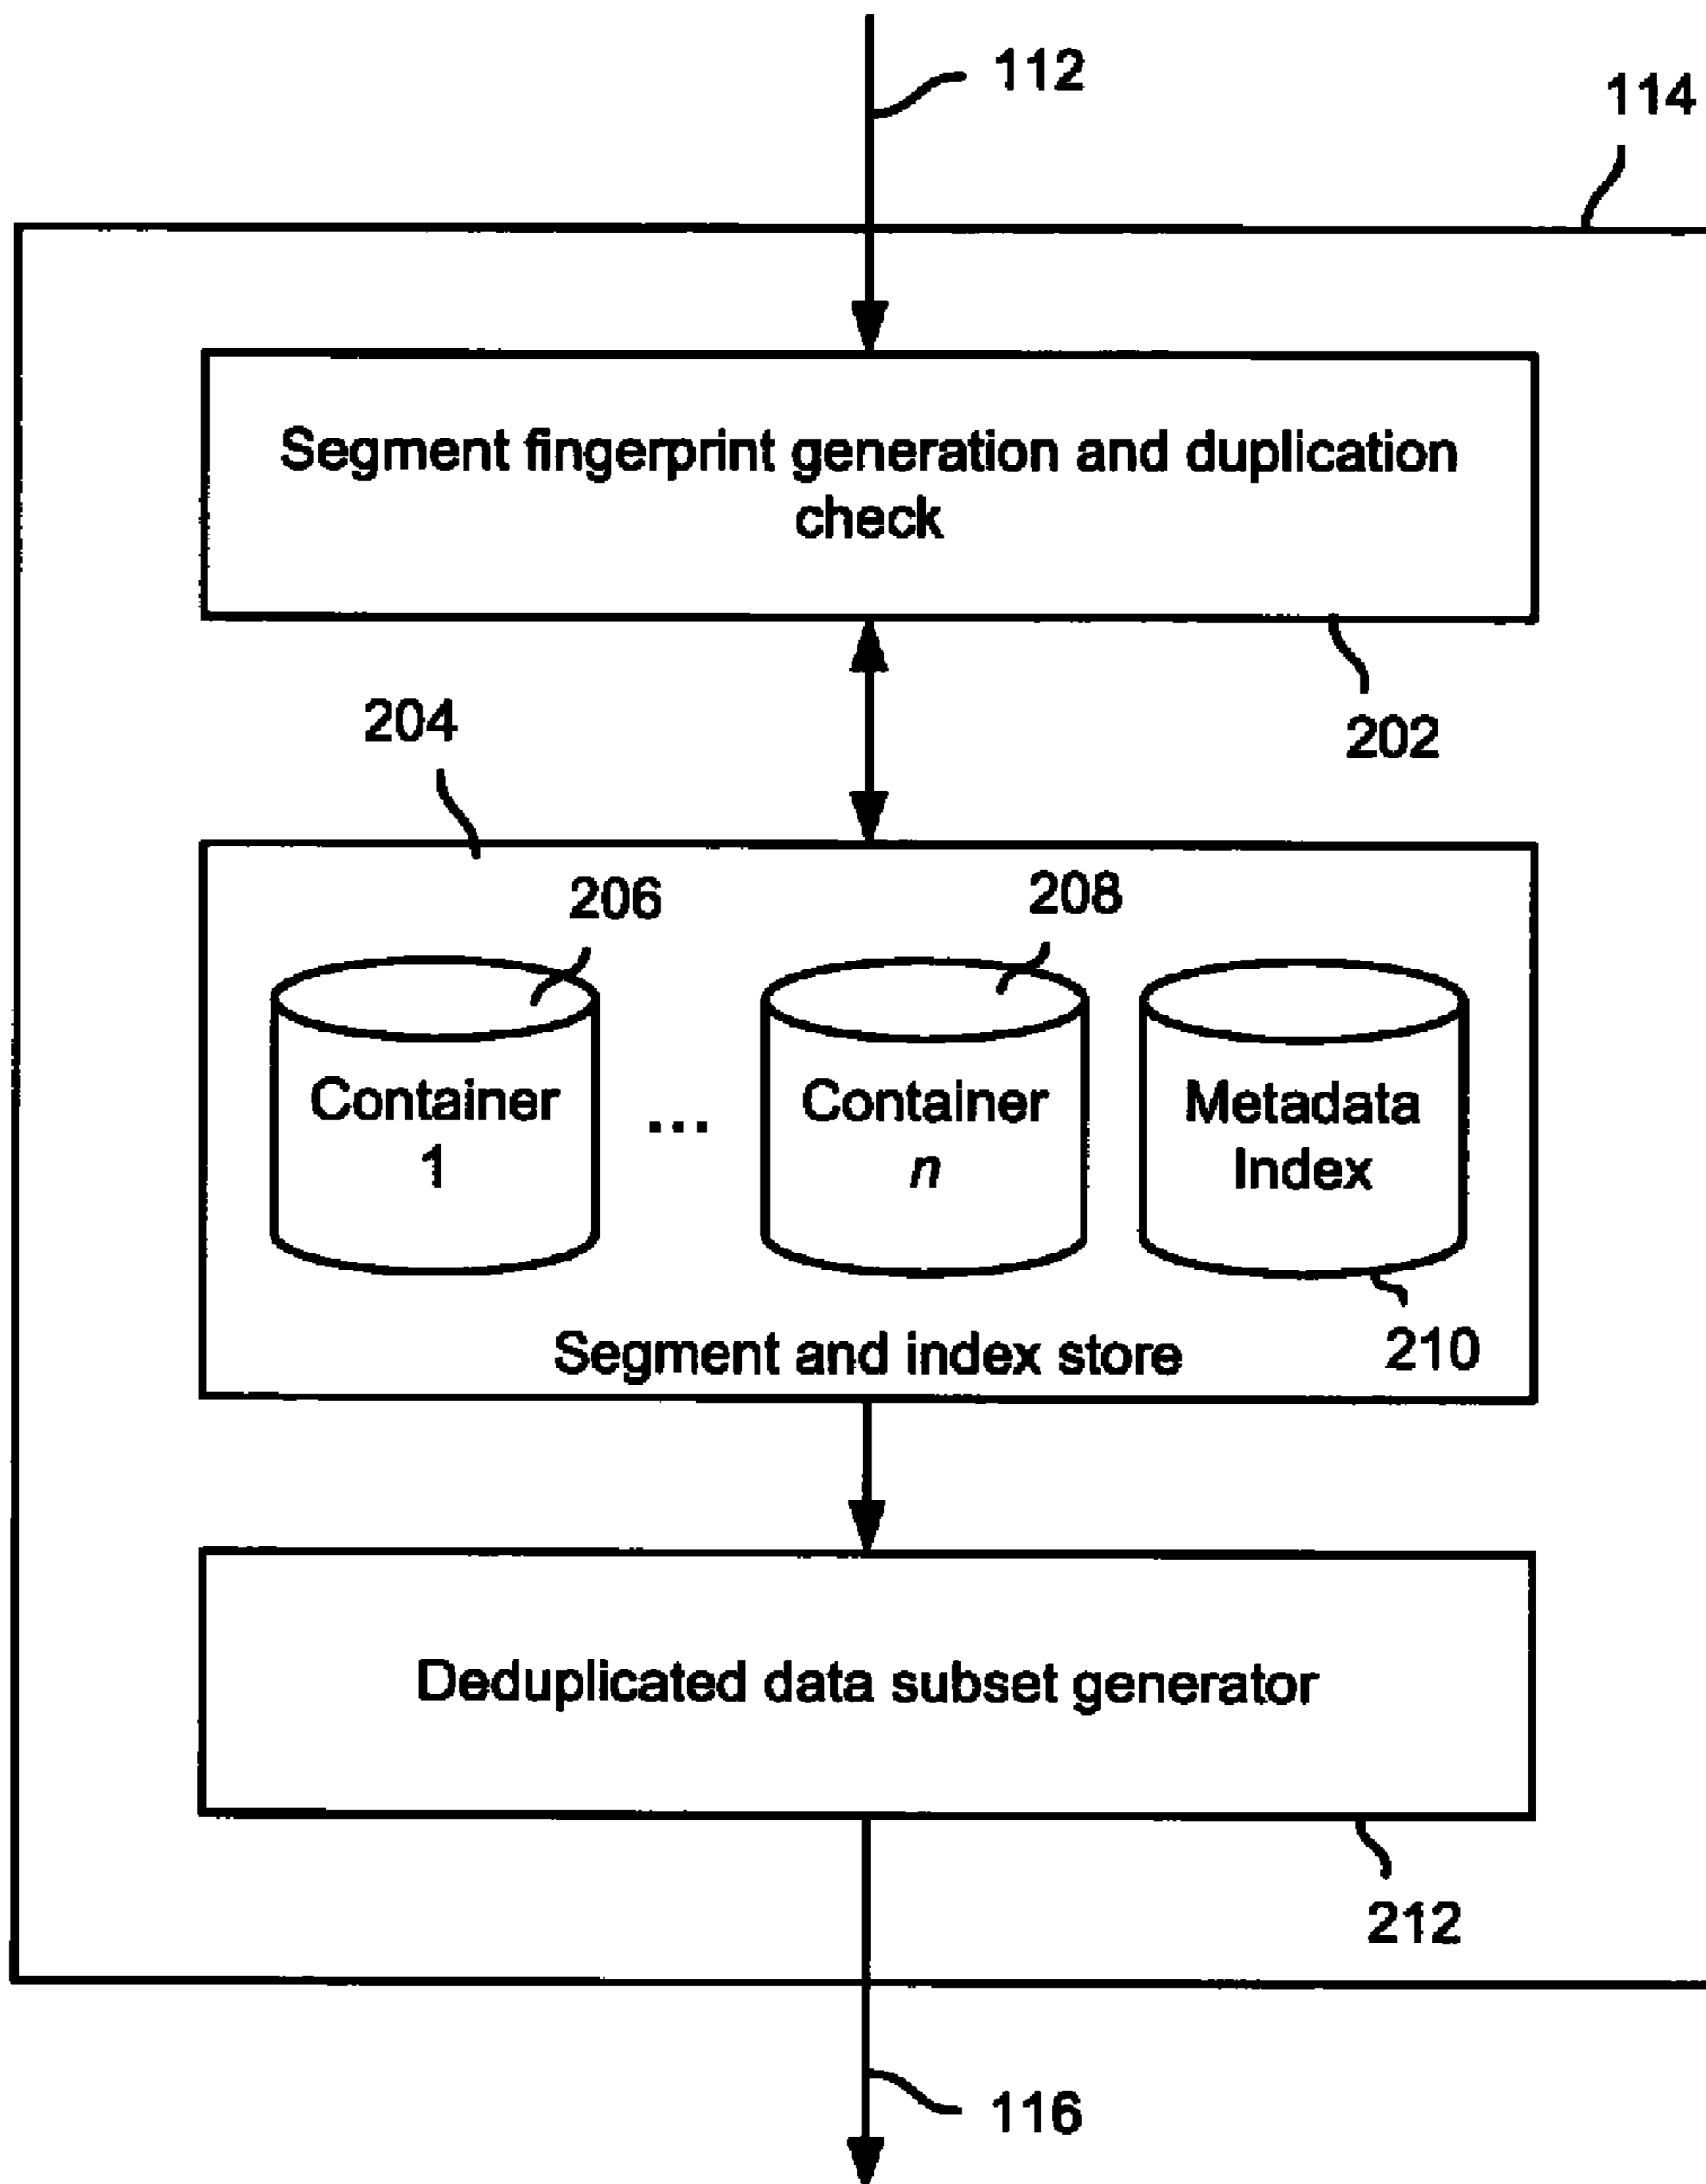 112
114
Segment fingerprint generation and duplication
check
202
204
206
208
Container
1
...
Container
n
Metadata
Index
Segment and index store
210
Deduplicated data subset generator
212
116